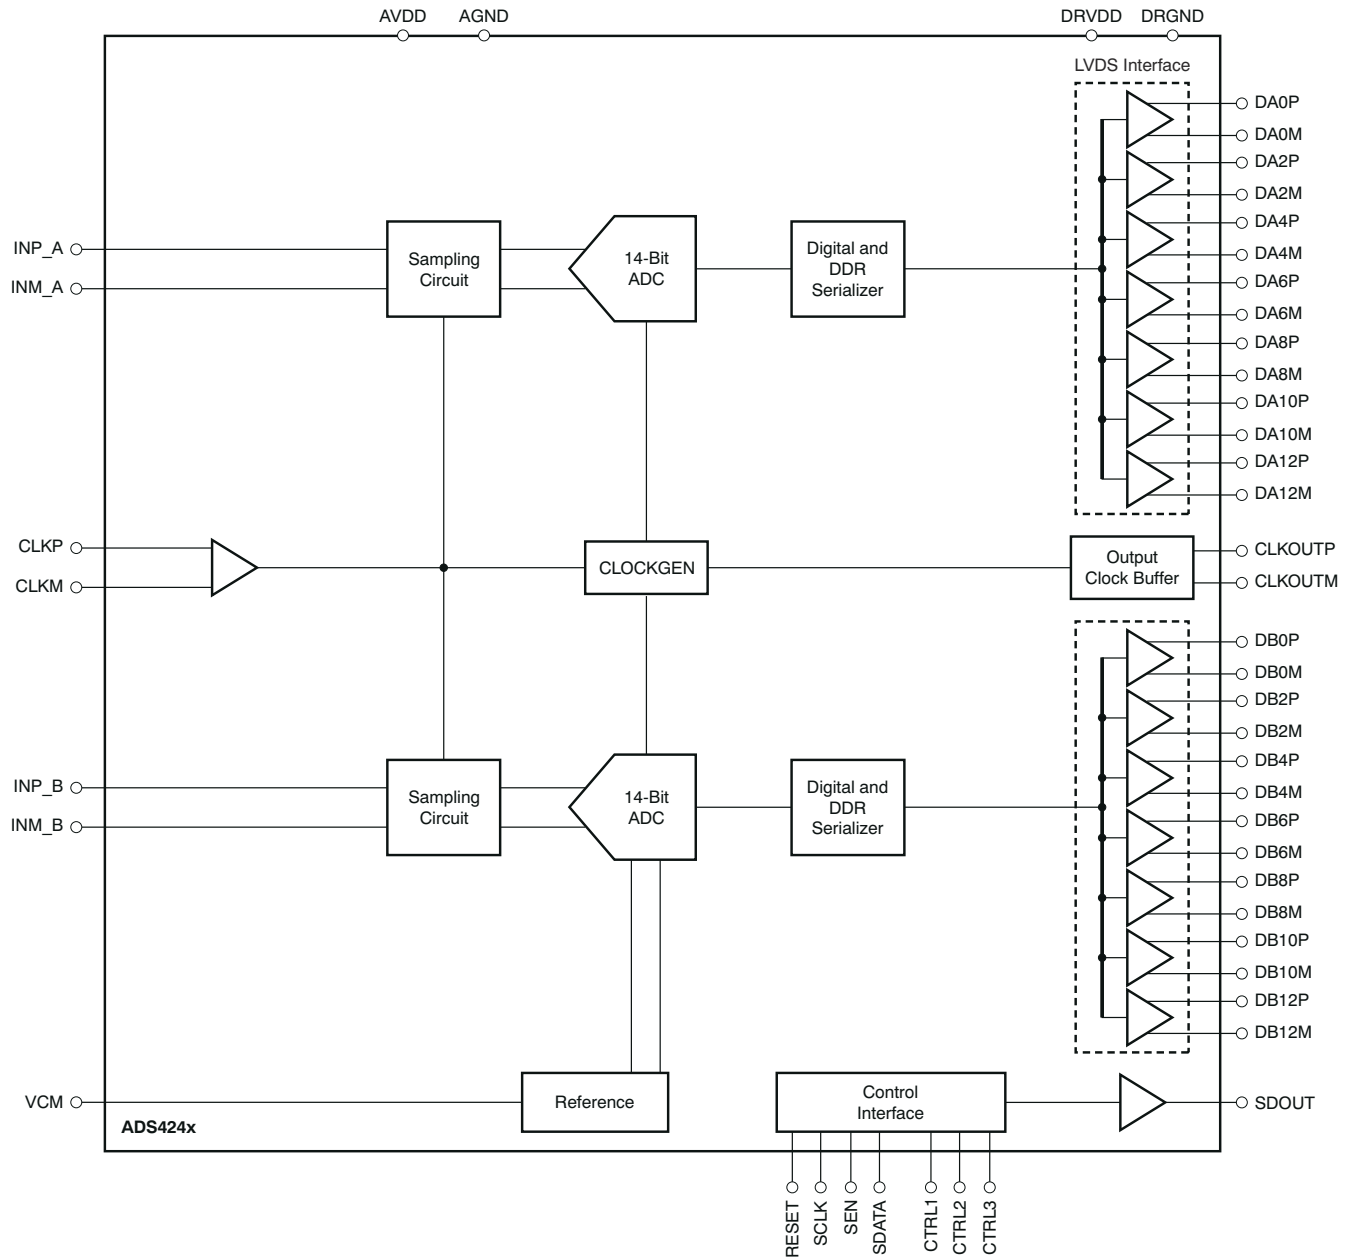 AVDD
AGND
DRVDD
DRGND
LVDS Interface
DA0P
DA0M
DA2P
DA2M
DA4P
DA4M
DA6P
DA6M
DA8P
DA8M
DA10P
DA10M
DA12P
DA12M
INP_A
INM_A
Sampling
Circuit
14-Bit
ADC
Digital and
DDR
Serializer
CLKP
CLKM
CLOCKGEN
Output
Clock Buffer
CLKOUTP
CLKOUTM
DB0P
DB0M
DB2P
DB2M
DB4P
DB4M
DB6P
DB6M
DB8P
DB8M
DB10P
DB10M
DB12P
DB12M
INP_B
INM_B
Sampling
Circuit
14-Bit
ADC
Digital and
DDR
Serializer
VCM
Reference
Control
Interface
SDOUT
ADS424x
RESET
SCLK
SEN
SDATA
CTRL1
CTRL2
CTRL3